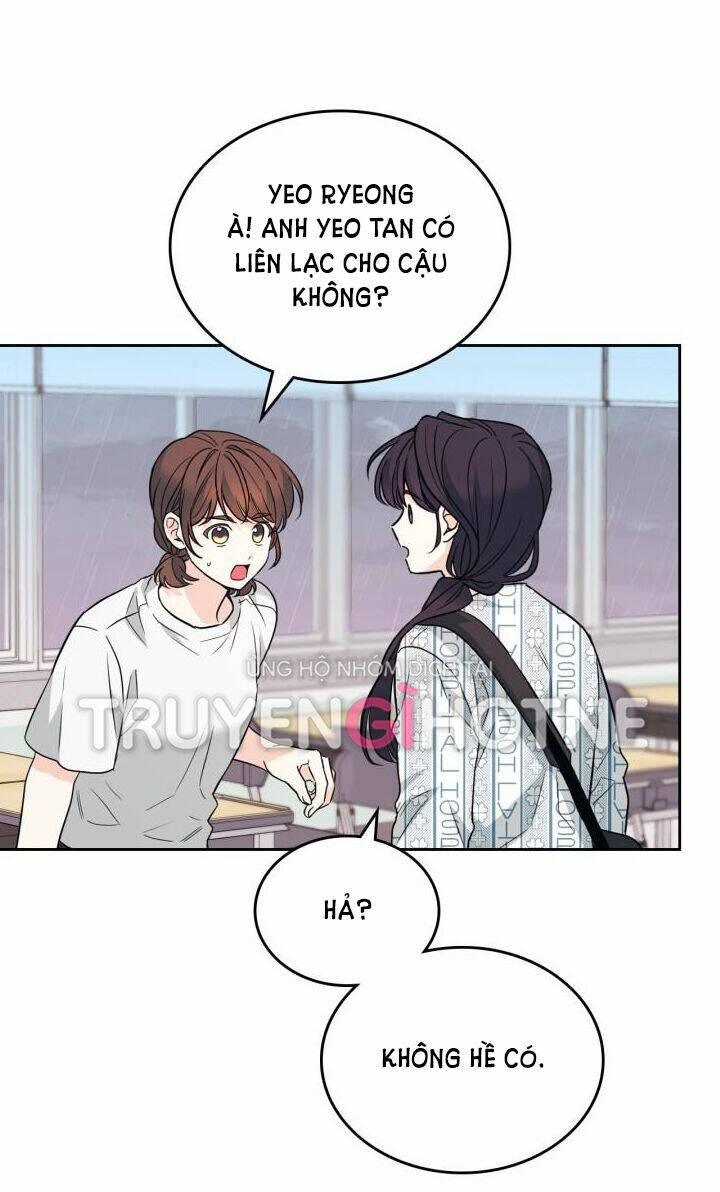 YEO RYEONG
À! ANH YEO TAN CÓ
LIÊN LẠC CHO CẬU
KHÔNG?
ỦNG HỘ NHÓM DỊCH TẠI
TRUYENGIHOTNE
HẢ?
KHÔNG HỀ CÓ.